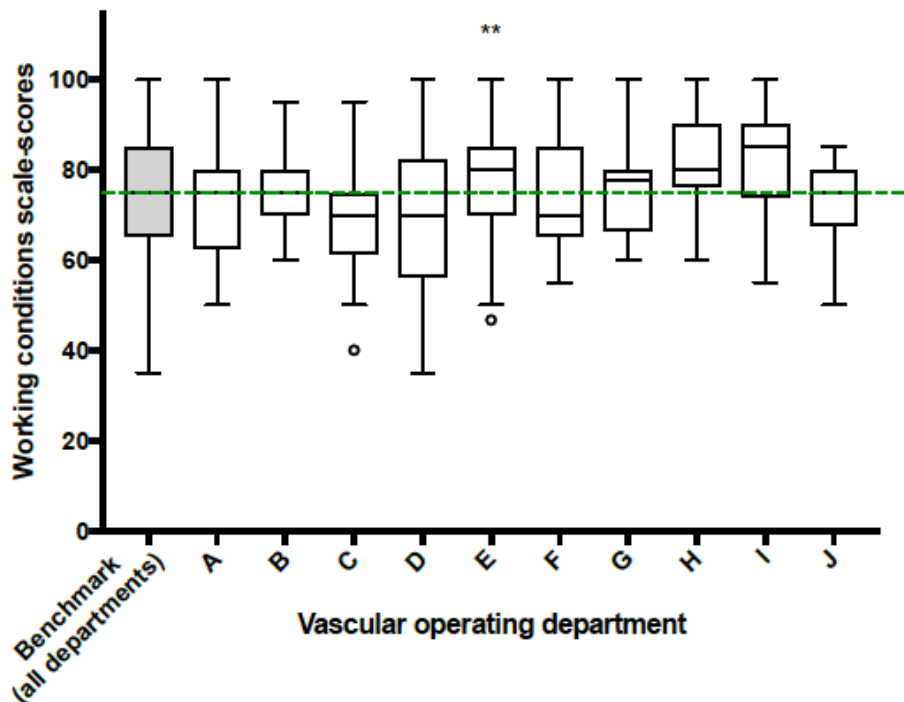 **
Working conditions scale-scores
100
80
60
40
20
0
Benchmark
(all departments)
A
B
C
D
E
F
G
H
I
J
Vascular operating department